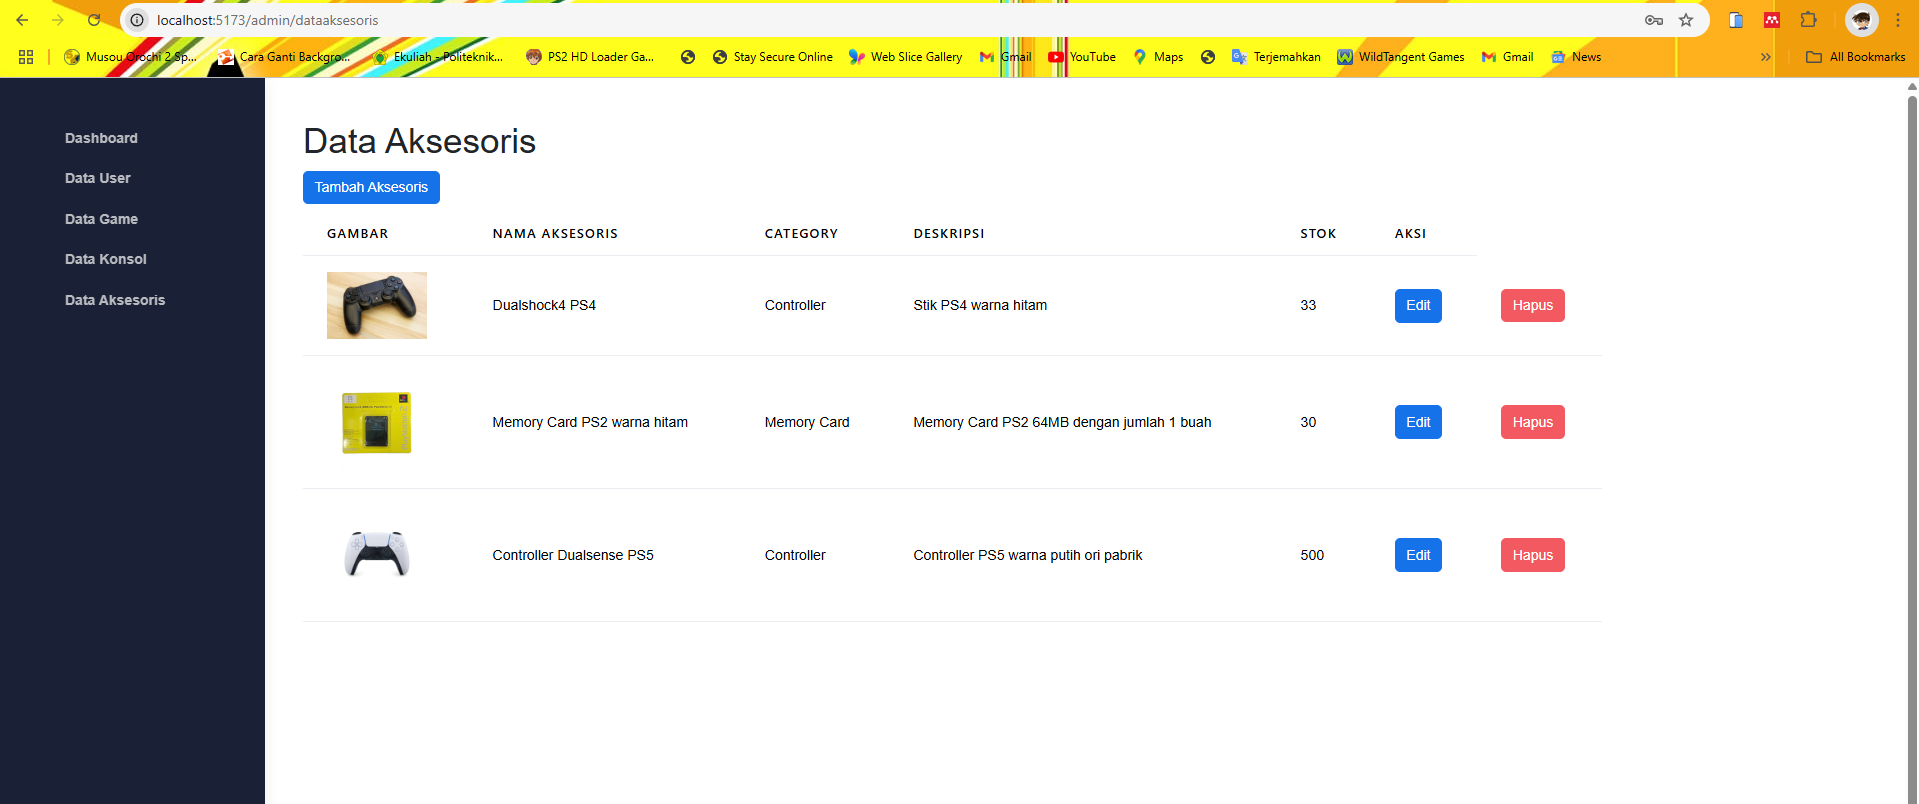 localhost:5173/admin/dataaksesoris
Musou Orochi 2 Sp... Cara Ganti Backgro... Ekuliah - Politeknik... PS2 HD Loader Ga... Stay Secure Online Web Slice Gallery Gmail YouTube Maps Terjemahkan WildTangent Games Gmail News All Bookmarks
Dashboard
Data User
Data Game
Data Konsol
Data Aksesoris
Data Aksesoris
Tambah Aksesoris
GAMBAR NAMA AKSESORIS CATEGORY DESKRIPSI STOK AKSI
Dualshock4 PS4 Controller Stik PS4 warna hitam 33 Edit Hapus
Memory Card PS2 warna hitam Memory Card Memory Card PS2 64MB dengan jumlah 1 buah 30 Edit Hapus
Controller Dualsense PS5 Controller Controller PS5 warna putih ori pabrik 500 Edit Hapus